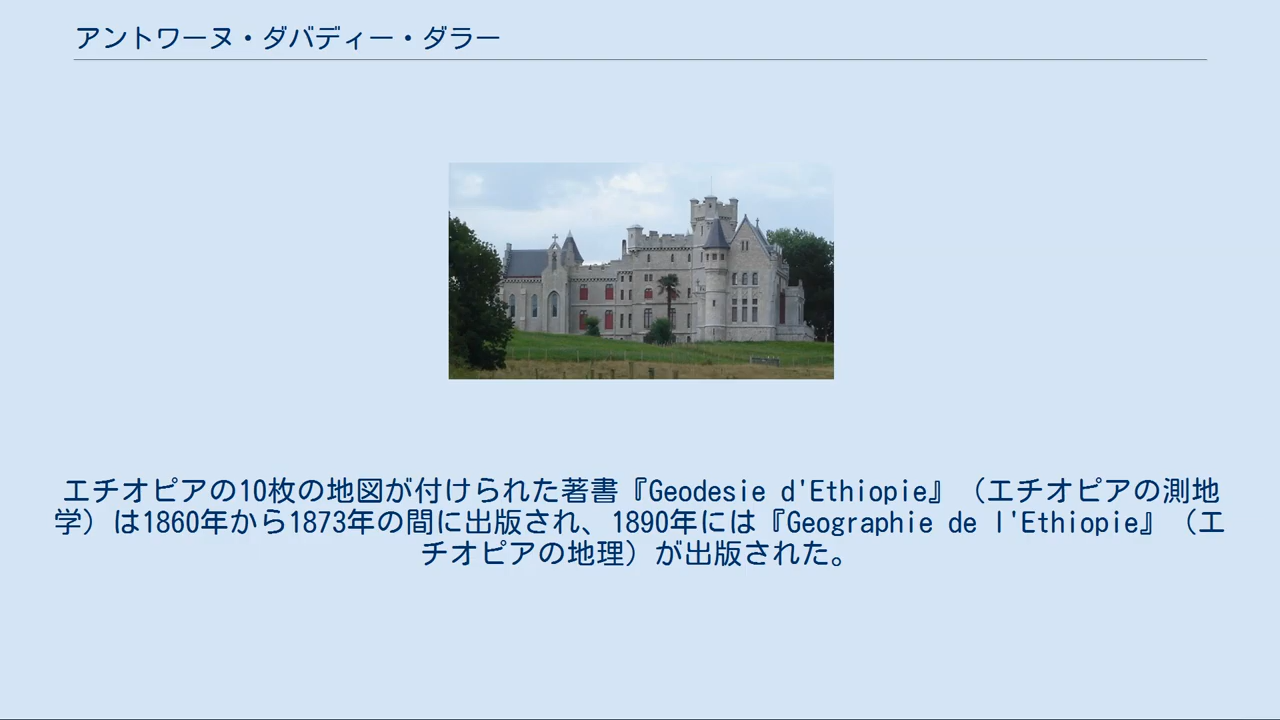 アントワーヌ・ダバディー・ダラー
エチオピアの10枚の地図が付けられた著書『Geodesie d'Ethiopie』（エチオピアの測地
学）は1860年から1873年の間に出版され、1890年には『Geographie de l'Ethiopie』（エ
チオピアの地理）が出版された。